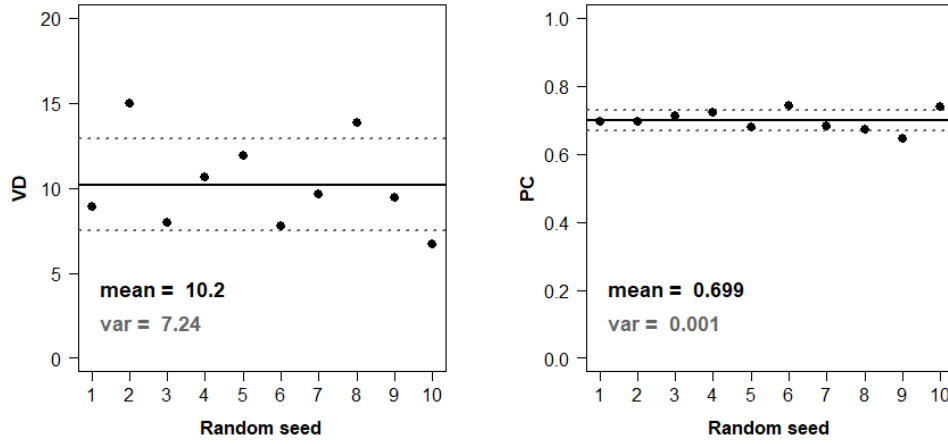 20
15
10
5
0
VD
mean = 10.2
var = 7.24
1 2 3 4 5 6 7 8 9 10
Random seed
1.0
0.8
0.6
0.4
0.2
0.0
PC
mean = 0.699
var = 0.001
1 2 3 4 5 6 7 8 9 10
Random seed